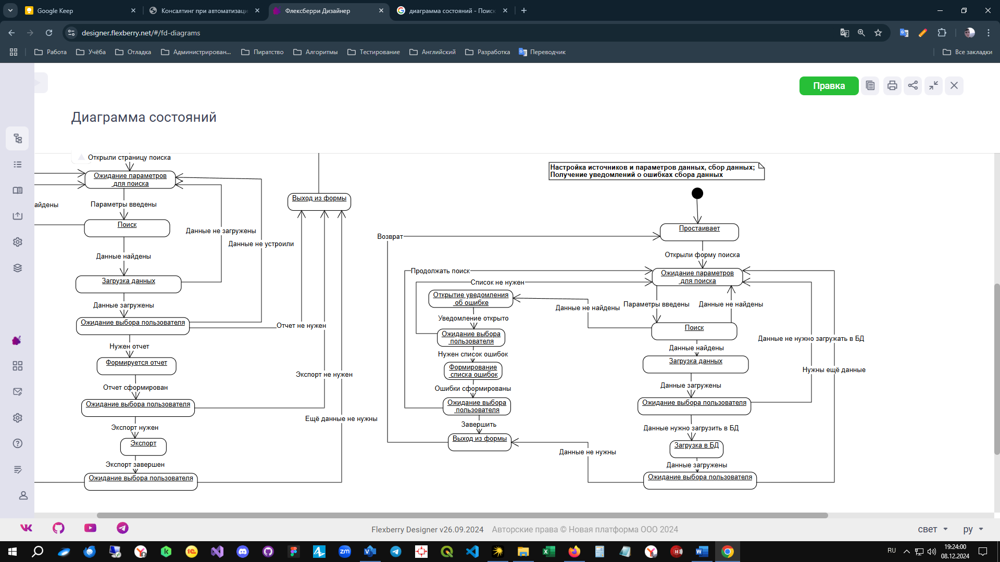 Google Keep
Консалтинг при автоматизаци
Флексберри Дизайнер
диаграмма состояний - Поиск
designer.flexberry.net/#/fd-diagrams
Работа
Учёба
Отладка
Администрирован...
Пиратство
Алгоритмы
Тестирование
Английский
Разработка
Переводчик
Все закладки
Правка
Диаграмма состояний
Открыли страницу поиска
Ожидание параметров
для поиска
айдены
Параметры введены
Поиск
Данные не загружены
Данные не устроили
Данные найдены
Загрузка данных
Данные загружены
Ожидание выбора пользователя
Отчет не нужен
Нужен отчет
Формируется отчет
Экспорт не нужен
Отчет сформирован
Ожидание выбора пользователя
Ещё данные не нужны
Экспорт нужен
Экспорт
Экспорт завершен
Ожидание выбора пользователя
Выход из формы
Настройка источников и параметров данных, сбор данных;
Получение уведомлений о ошибках сбора данных
Простаивает
Возврат
Открыли форму поиска
Продолжать поиск
Ожидание параметров
для поиска
Список не нужен
Открытие уведомления
об ошибке
Данные не найдены
Параметры введены
Данные не найдены
Уведомление открыто
Поиск
Ожидание выбора
пользователя
Данные не нужно загружать в БД
Данные найдены
Нужен список ошибок
Загрузка данных
Формирование
списка ошибок
Нужны ещё данные
Данные загружены
Ошибки сформированы
Ожидание выбора
пользователя
Ожидание выбора пользователя
Завершить
Данные нужно загрузить в БД
Выход из формы
Загрузка в БД
Данные не нужны
Данные загружены
Ожидание выбора пользователя
Flexberry Designer v26.09.2024
Авторские права © Новая платформа ООО 2024
свет
ру
RU
19:24:00
08.12.2024